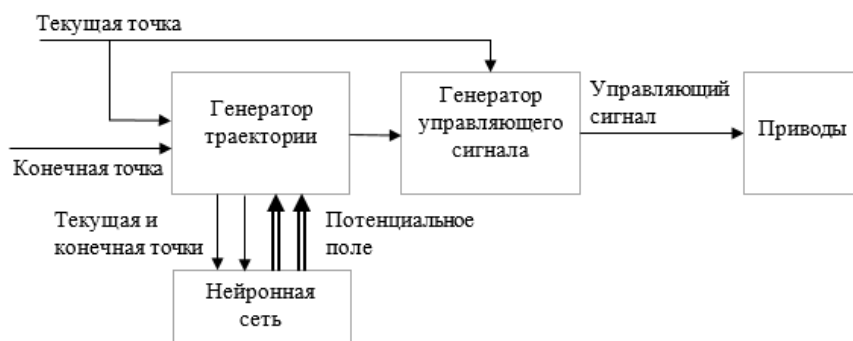 Текущая точка
Генератор
траектории
Генератор
управляющего
сигнала
Управляющий
сигнал
Приводы
Конечная точка
Текущая и
конечная точки
Потенциальное
поле
Нейронная
сеть